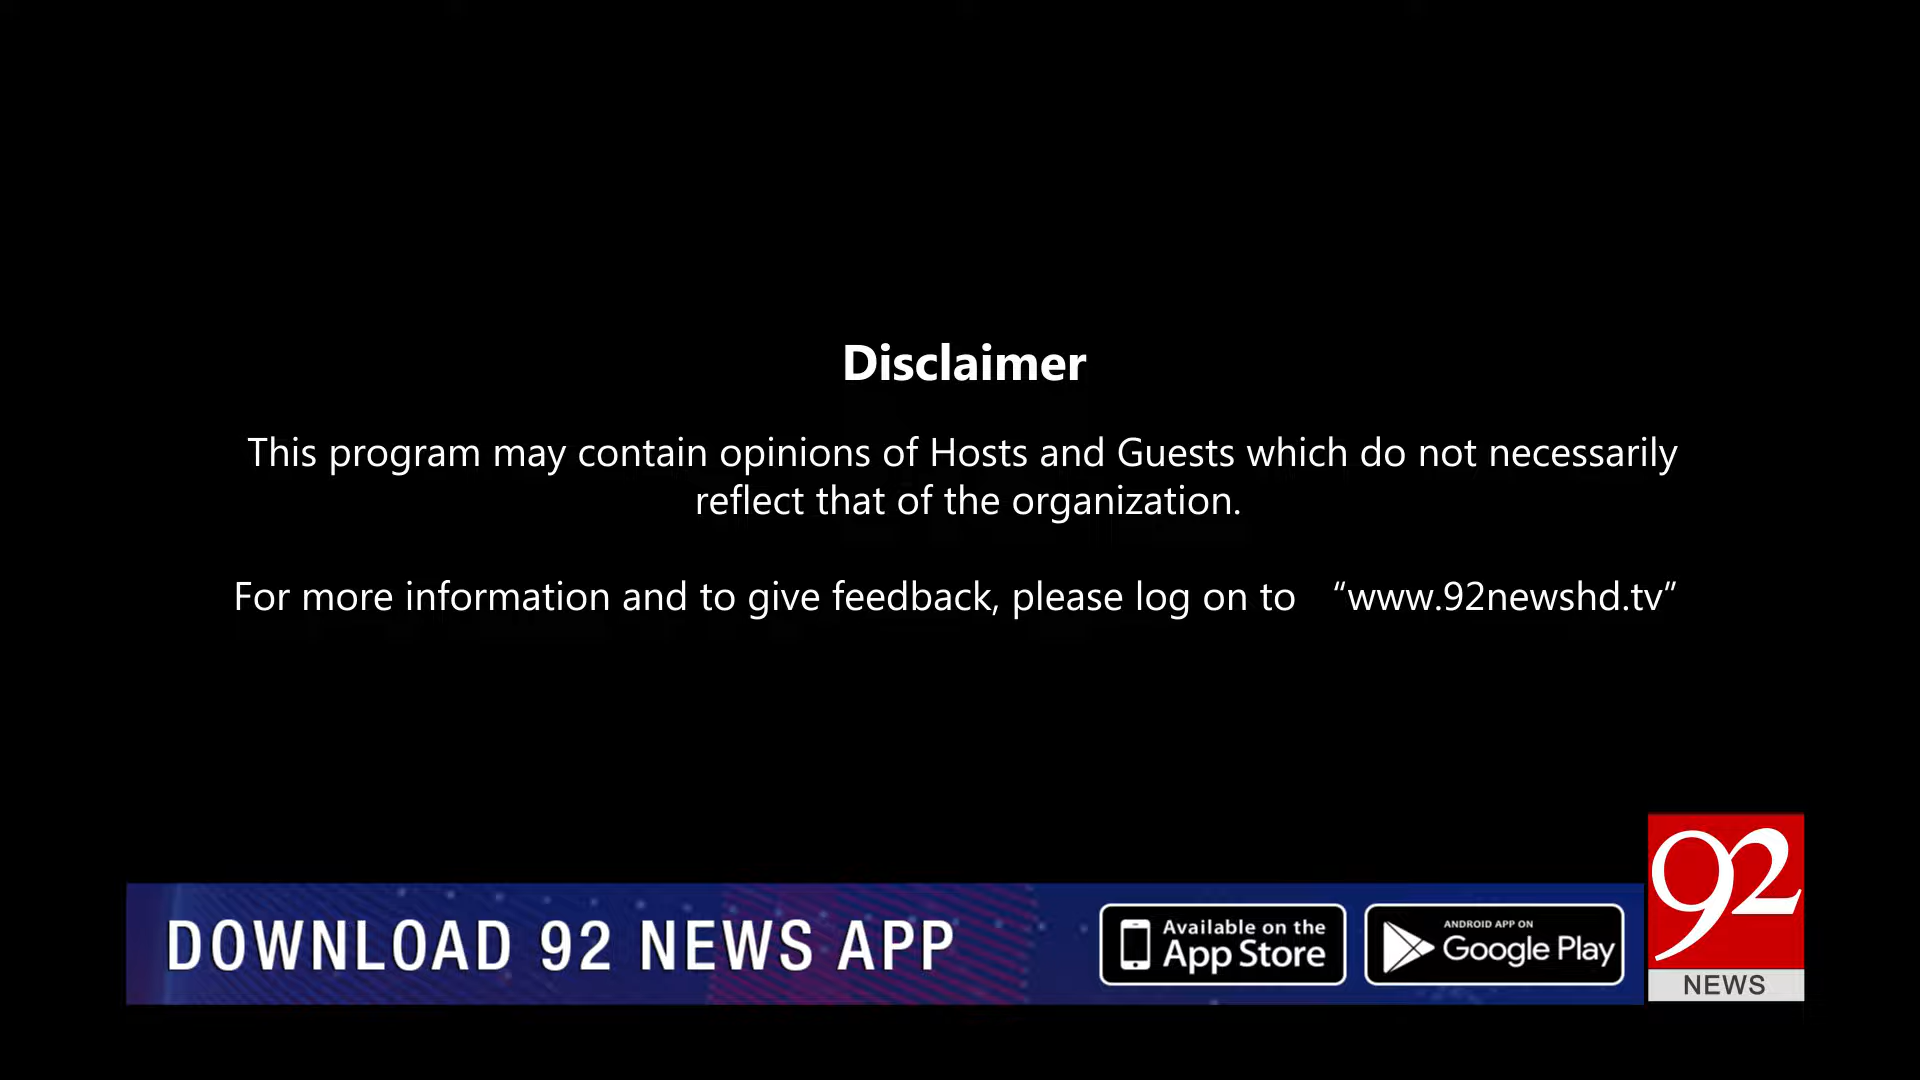 Disclaimer
This program may contain opinions of Hosts and Guests which do not necessarily
reflect that of the organization.
For more information and to give feedback, please log on to “www.92newshd.tv”
DOWNLOAD 92 NEWS APP
Available on the
App Store
ANDROID APP ON
Google Play
92
NEWS